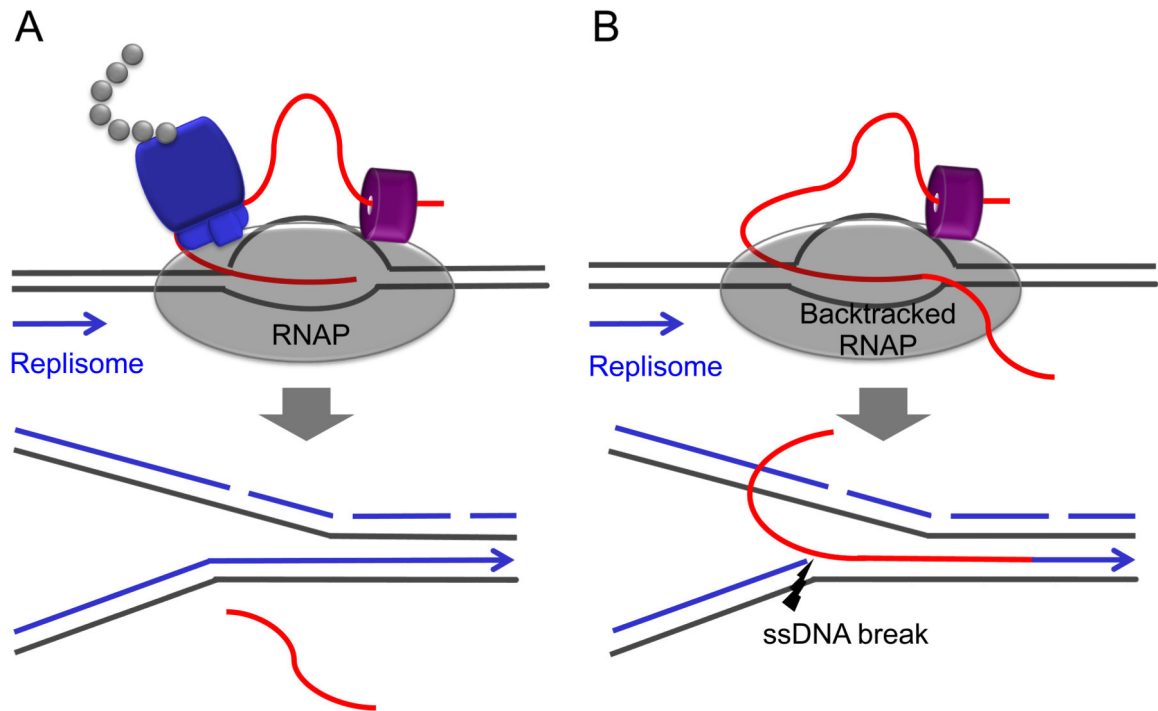 A
RNAP
Replisome
B
Backtracked
RNAP
Replisome
ssDNA break